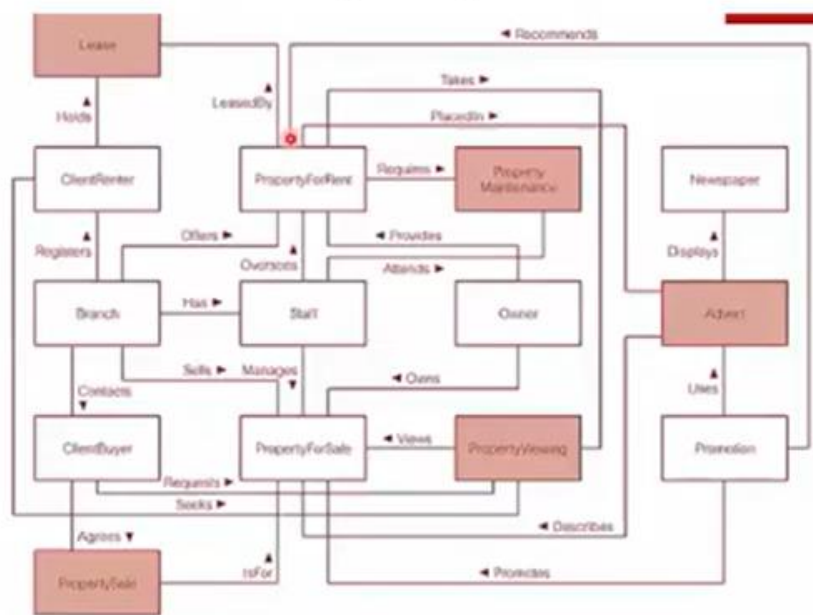 Lease
◄ Recommends
Takes ►
▲
Holds
▲
LeasedBy
PlacedIn ►
ClientRenter
PropertyForRent
Requires ►
Property
Maintenance
Newspaper
▲
Registers
Offers ►
▲
Oversees
◄ Provides
Attends ►
▲
Displays
Branch
Has ►
Staff
Owner
Advert
Contacts
▼
Sells ►
Manages
▼
◄ Owns
▲
Uses
ClientBuyer
PropertyForSale
◄ Views
PropertyViewing
Promotion
Requests ►
Seeks ►
Agrees ▼
◄ Describes
PropertySale
▲
IsFor
◄ Promotes